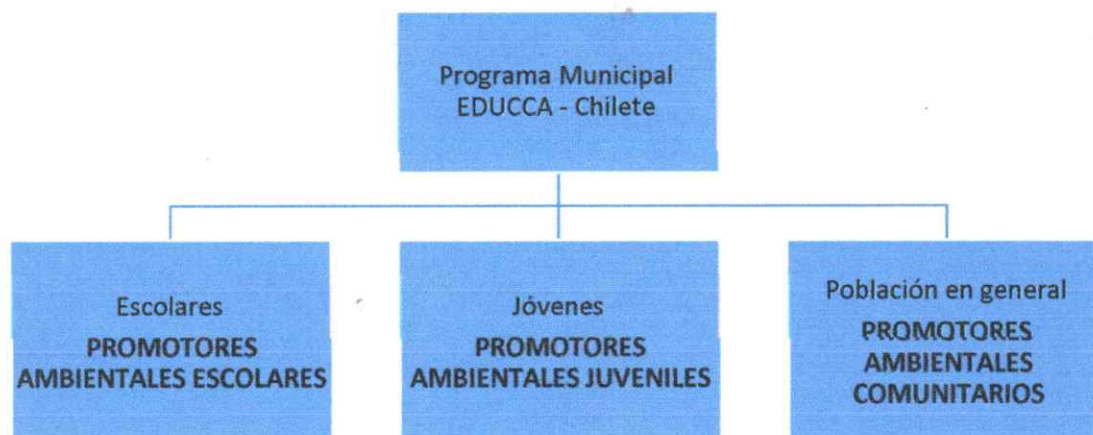 Programa Municipal
EDUCCA - Chilete
Escolares
PROMOTORES
AMBIENTALES ESCOLARES
Jóvenes
PROMOTORES
AMBIENTALES JUVENILES
Población en general
PROMOTORES
AMBIENTALES
COMUNITARIOS